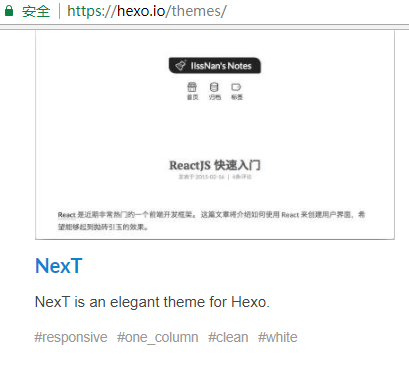 安全 | https://hexo.io/themes/
IIssNan's Notes
首页 归档 标签
ReactJS 快速入门
发表于 2015-02-16 |
React 是近期非常热门的一个前端开发框架。 这篇文章将介绍如何使用 React 来创建用户界面，希
望能够起到抛砖引玉的效果。
NexT
NexT is an elegant theme for Hexo.
#responsive #one_column #clean #white